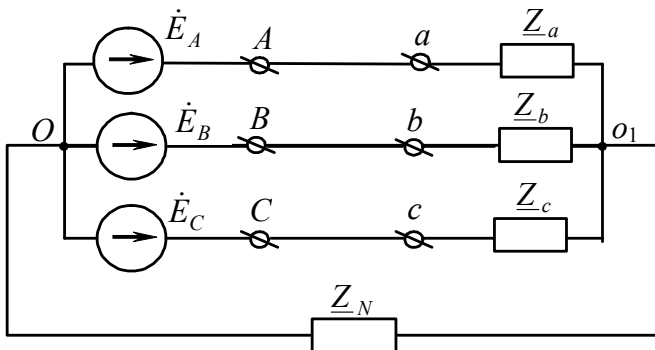 Ė_A A a Z_a
O Ė_B B b Z_b o₁
Ė_C C c Z_c
Z_N